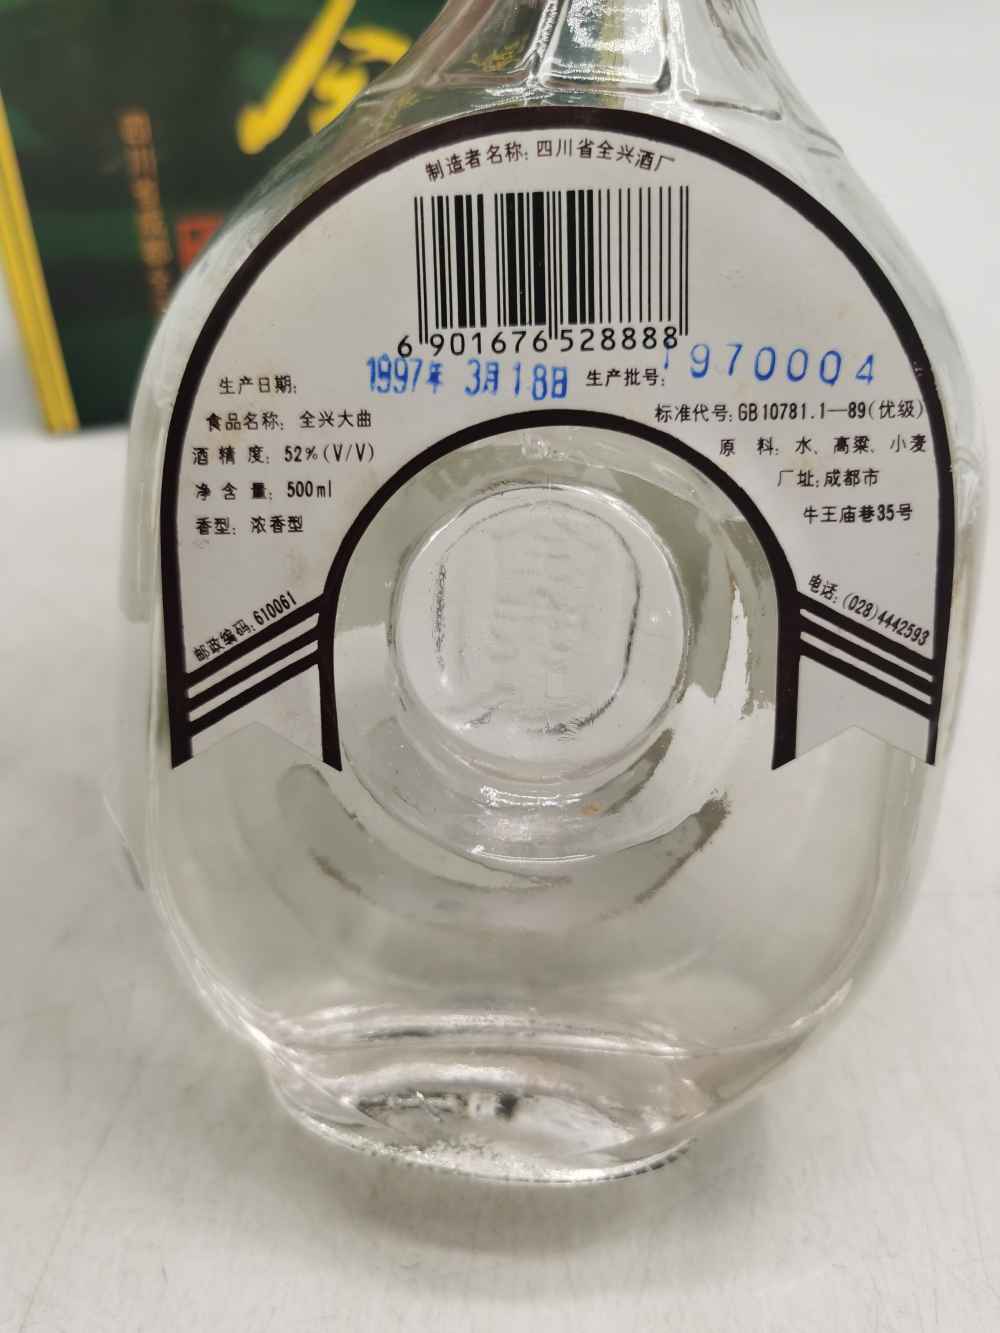 制造者名称: 四川省全兴酒厂
6 901676 528888
生产日期: 1997年 3月18日 生产批号: 970004
食品名称: 全兴大曲
标准代号: GB10781.1—89(优级)
酒精度: 52%(V/V)
原料: 水、高粱、小麦
净含量: 500ml
厂址: 成都市
香型: 浓香型
牛王庙巷35号
邮政编码: 610061
电话: (028)4442593